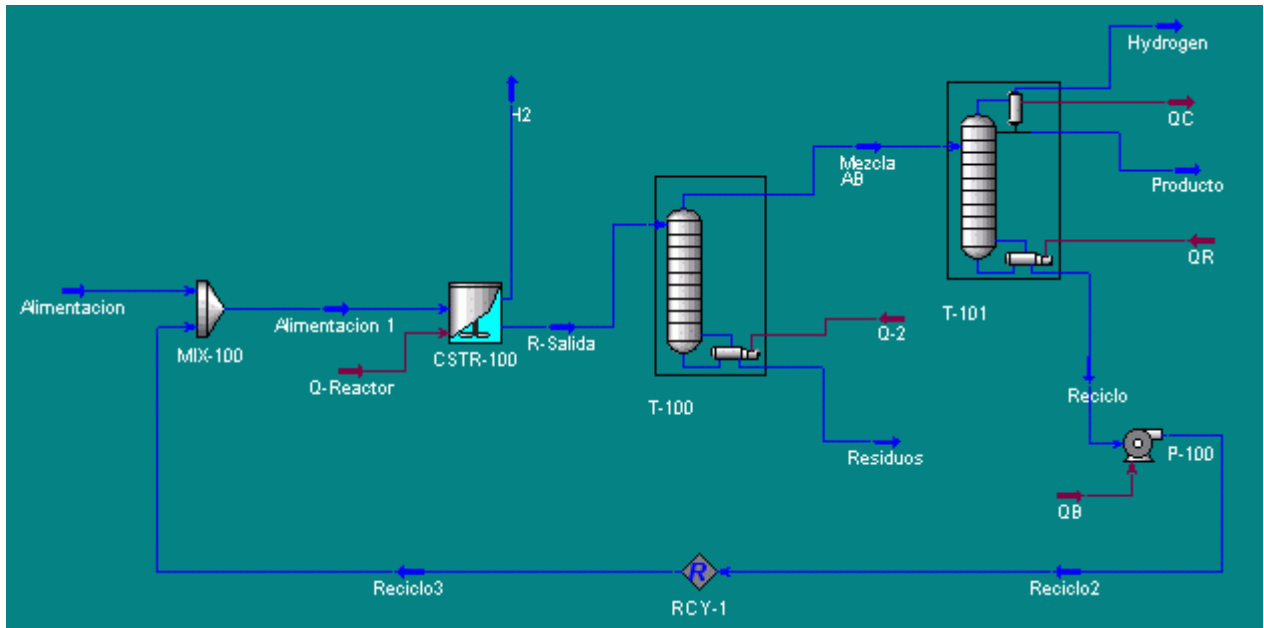 Hydrogen
QC
H2
Mezcla
AB
Producto
QR
Alimentacion
Alimentacion 1
MIX-100
Q-Reactor
CSTR-100
R-Salida
Q-2
T-101
T-100
Reciclo
Residuos
P-100
QB
Reciclo3
R
RCY-1
Reciclo2